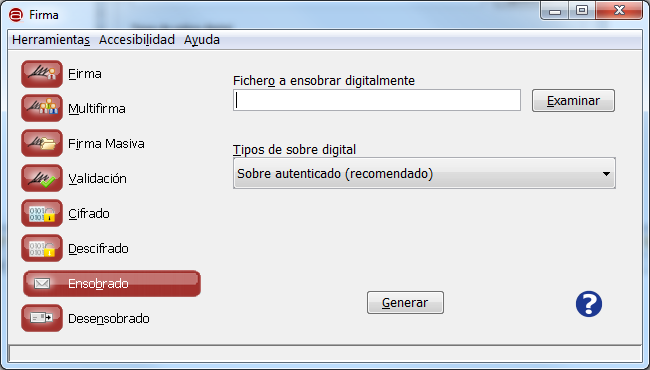 Firma
Herramientas Accesibilidad Ayuda
Firma
Multifirma
Firma Masiva
Validación
Cifrado
Descifrado
Ensobrado
Desensobrado
Fichero a ensobrar digitalmente
Examinar
Tipos de sobre digital
Sobre autenticado (recomendado)
Generar